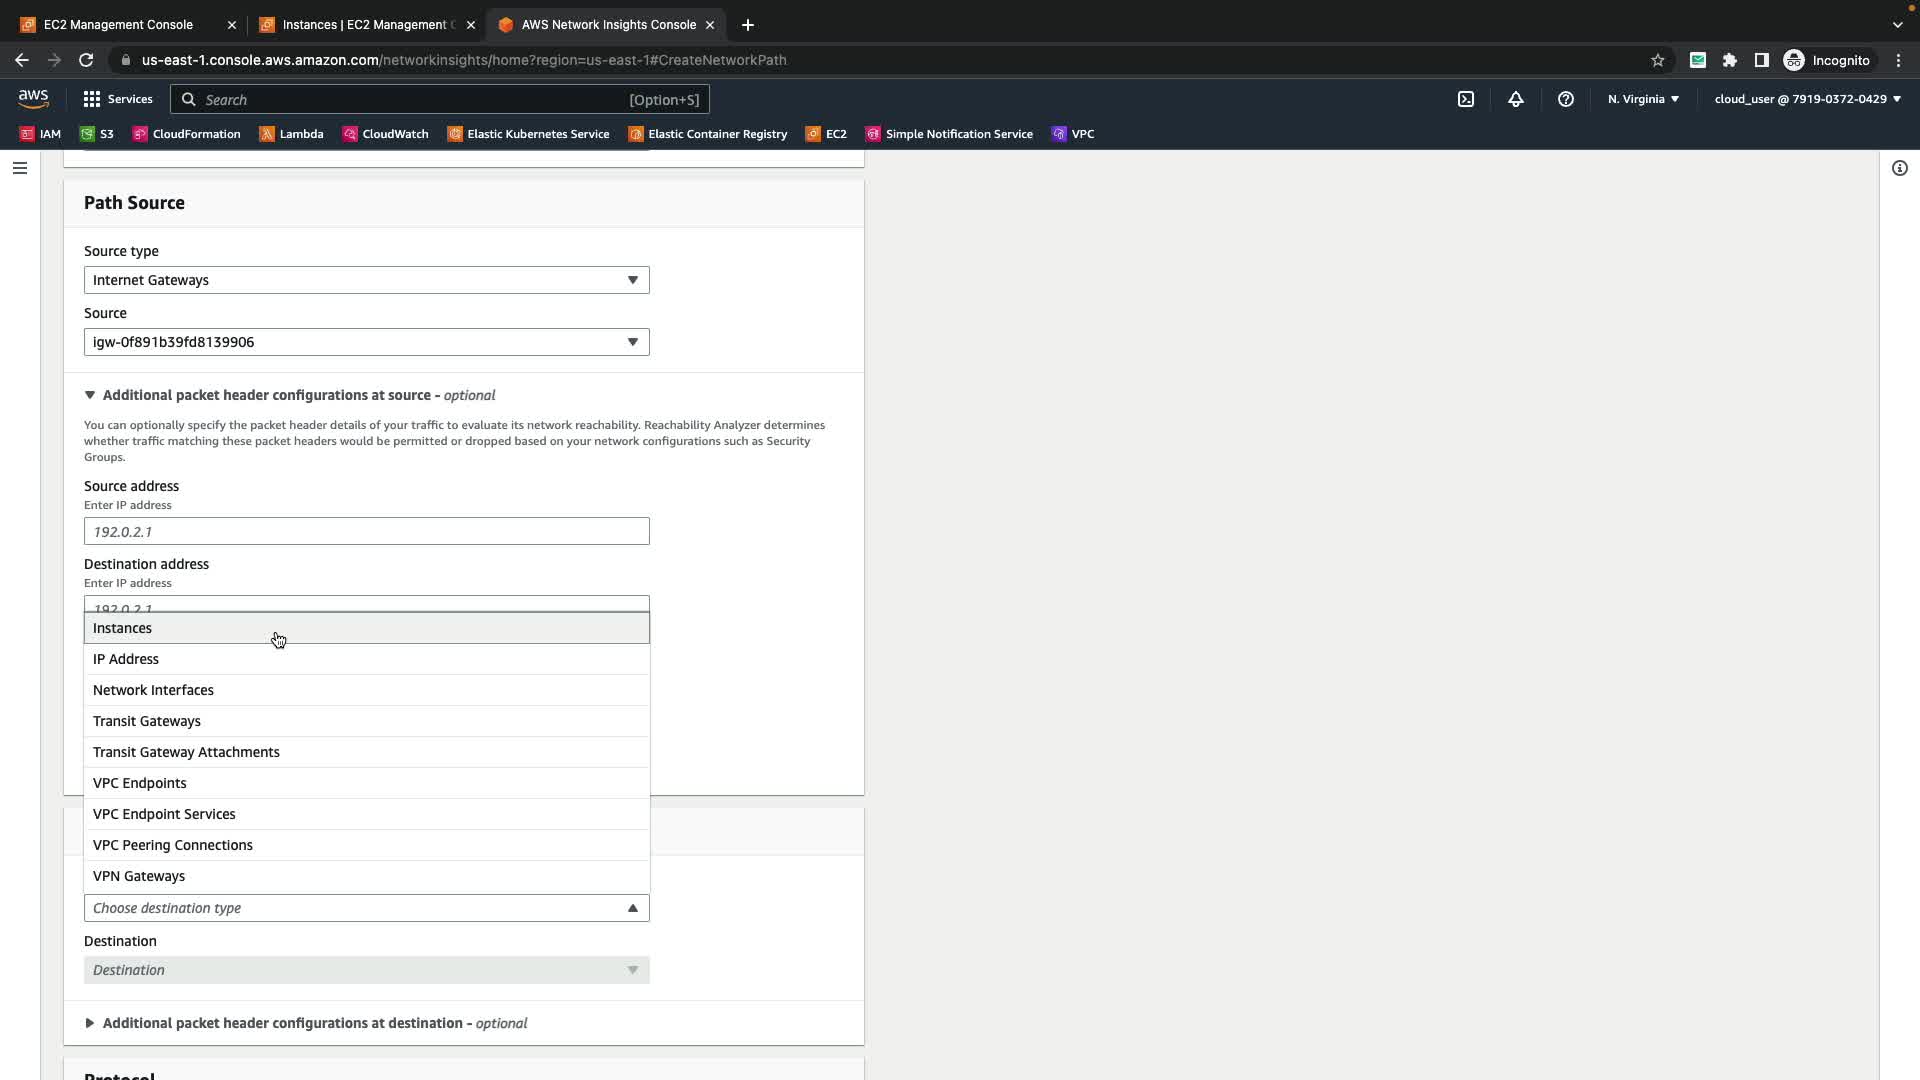 EC2 Management Console
Instances | EC2 Management C
AWS Network Insights Console
us-east-1.console.aws.amazon.com/networkinsights/home?region=us-east-1#CreateNetworkPath
Incognito
aws
Services
Search
[Option+S]
N. Virginia
cloud_user @ 7919-0372-0429
IAM
S3
CloudFormation
Lambda
CloudWatch
Elastic Kubernetes Service
Elastic Container Registry
EC2
Simple Notification Service
VPC
Path Source
Source type
Internet Gateways
Source
igw-0f891b39fd8139906
Additional packet header configurations at source - optional
You can optionally specify the packet header details of your traffic to evaluate its network reachability. Reachability Analyzer determines
whether traffic matching these packet headers would be permitted or dropped based on your network configurations such as Security
Groups.
Source address
Enter IP address
192.0.2.1
Destination address
Enter IP address
192.0.2.1
Instances
IP Address
Network Interfaces
Transit Gateways
Transit Gateway Attachments
VPC Endpoints
VPC Endpoint Services
VPC Peering Connections
VPN Gateways
Choose destination type
Destination
Destination
Additional packet header configurations at destination - optional
Protocol